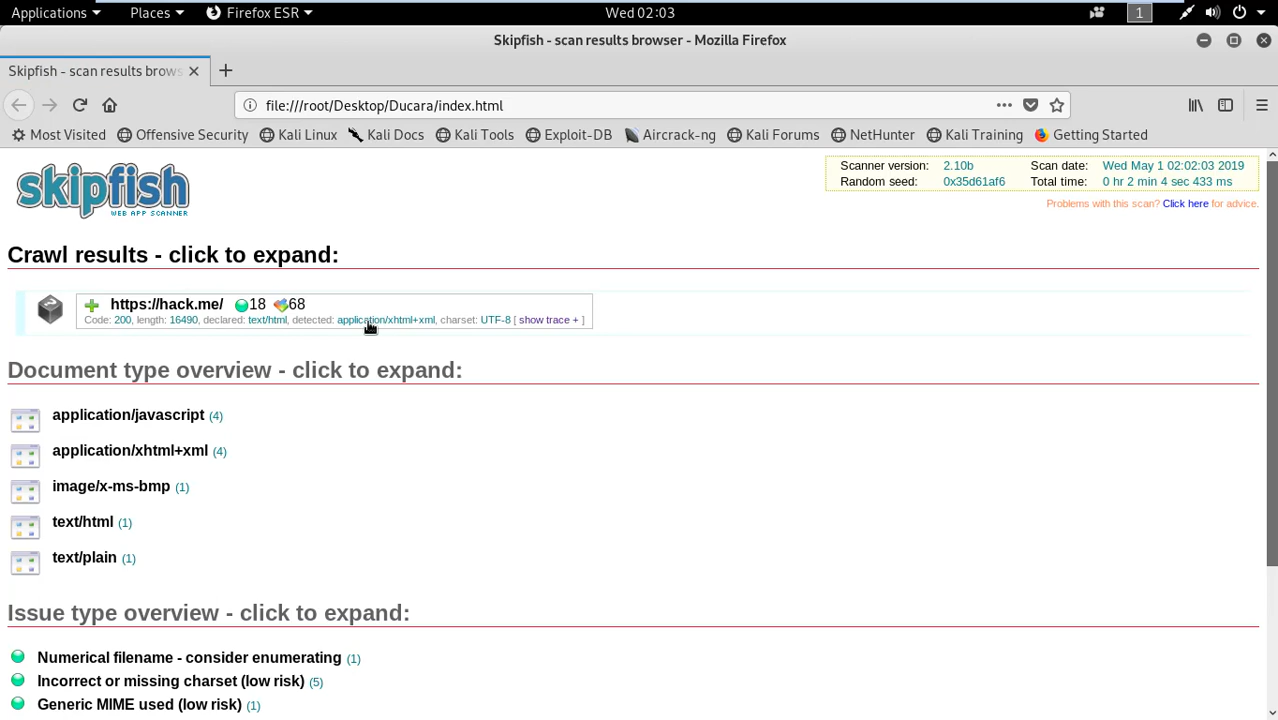 Applications Places Firefox ESR Wed 02:03 1
Skipfish - scan results browser - Mozilla Firefox
Skipfish - scan results brows
file:///root/Desktop/Ducara/index.html
Most Visited Offensive Security Kali Linux Kali Docs Kali Tools Exploit-DB Aircrack-ng Kali Forums NetHunter Kali Training Getting Started
skipfish
WEB APP SCANNER
Scanner version: 2.10b Scan date: Wed May 1 02:02:03 2019
Random seed: 0x35d61af6 Total time: 0 hr 2 min 4 sec 433 ms
Problems with this scan? Click here for advice.
Crawl results - click to expand:
https://hack.me/ 18 68
Code: 200, length: 16490, declared: text/html, detected: application/xhtml+xml, charset: UTF-8 [ show trace + ]
Document type overview - click to expand:
application/javascript (4)
application/xhtml+xml (4)
image/x-ms-bmp (1)
text/html (1)
text/plain (1)
Issue type overview - click to expand:
Numerical filename - consider enumerating (1)
Incorrect or missing charset (low risk) (5)
Generic MIME used (low risk) (1)